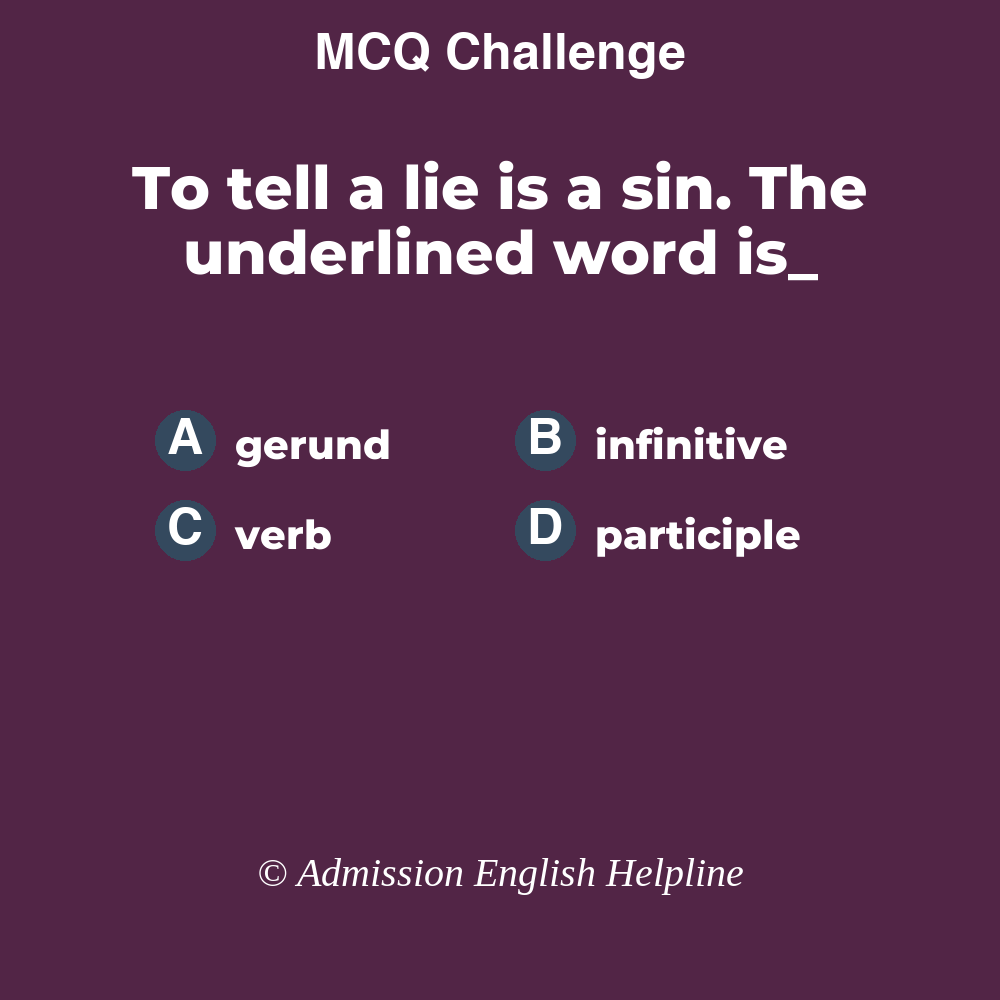 MCQ Challenge
To tell a lie is a sin. The
underlined word is_
A gerund
B infinitive
C verb
D participle
© Admission English Helpline